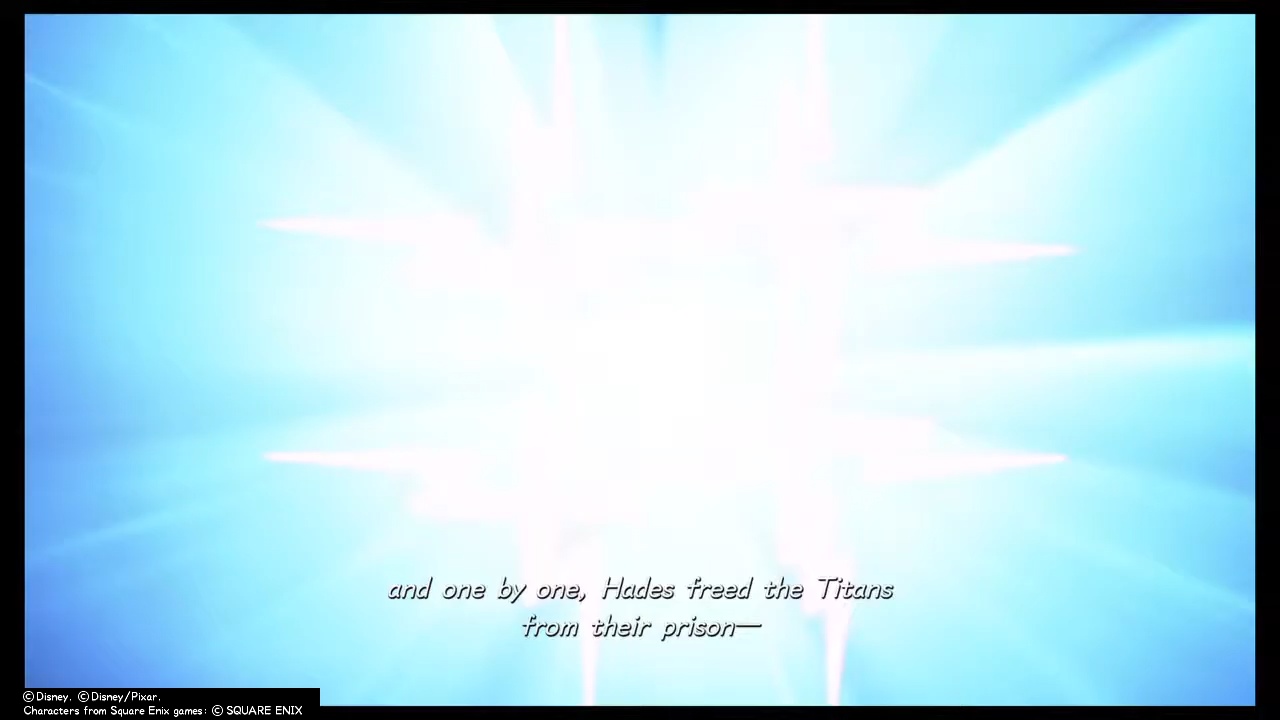 and one by one, Hades freed the Titans
from their prison—
©Disney. ©Disney/Pixar.
Characters from Square Enix games: © SQUARE ENIX